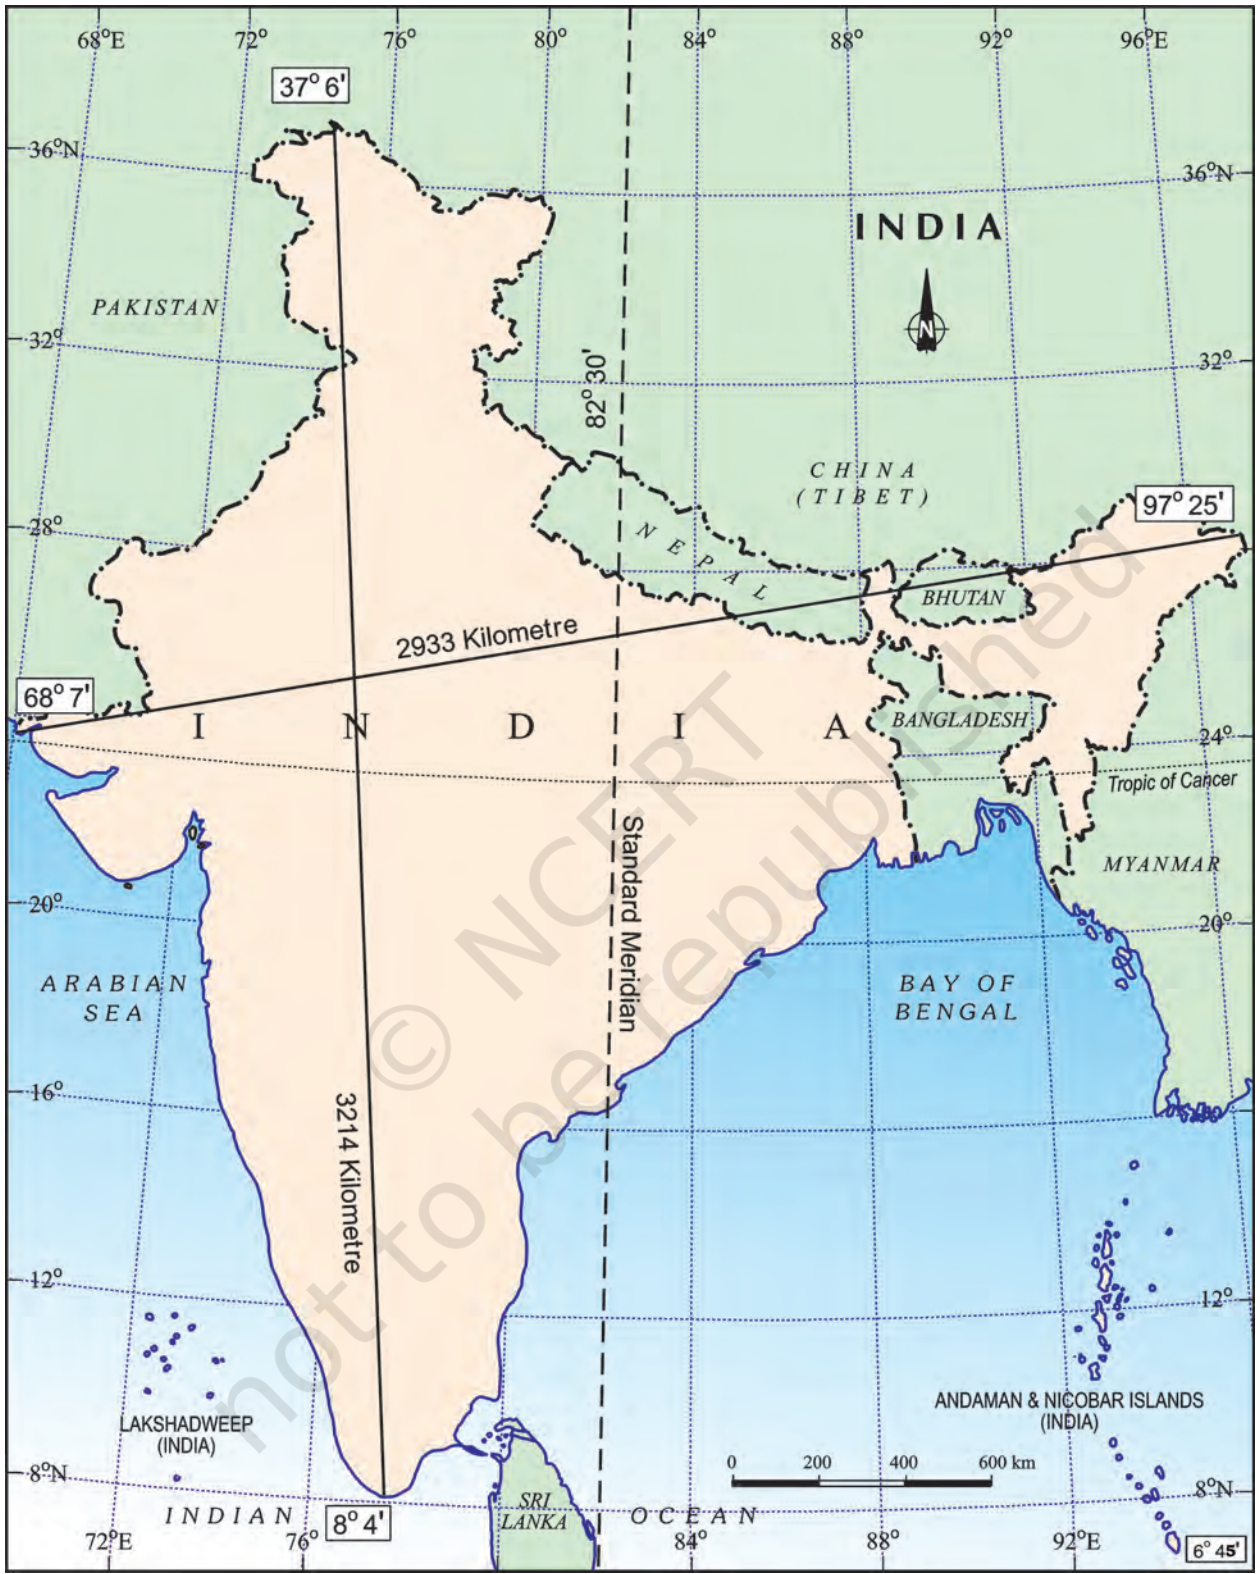 68°E 72° 76° 80° 84° 88° 92° 96°E
37° 6'
36°N
36°N
INDIA
PAKISTAN
N
32°
32°
82° 30'
CHINA
(TIBET)
97° 25'
28°
NEPAL
BHUTAN
2933 Kilometre
68° 7'
I N D I A
BANGLADESH
24°
Tropic of Cancer
Standard Meridian
MYANMAR
20°
20°
ARABIAN
SEA
BAY OF
BENGAL
© NCERT
not to be republished
16°
3214 Kilometre
12°
12°
LAKSHADWEEP
(INDIA)
ANDAMAN & NICOBAR ISLANDS
(INDIA)
0 200 400 600 km
8°N
8°N
SRI
LANKA
INDIAN OCEAN
8° 4'
72°E 76° 84° 88° 92°E
6° 45'